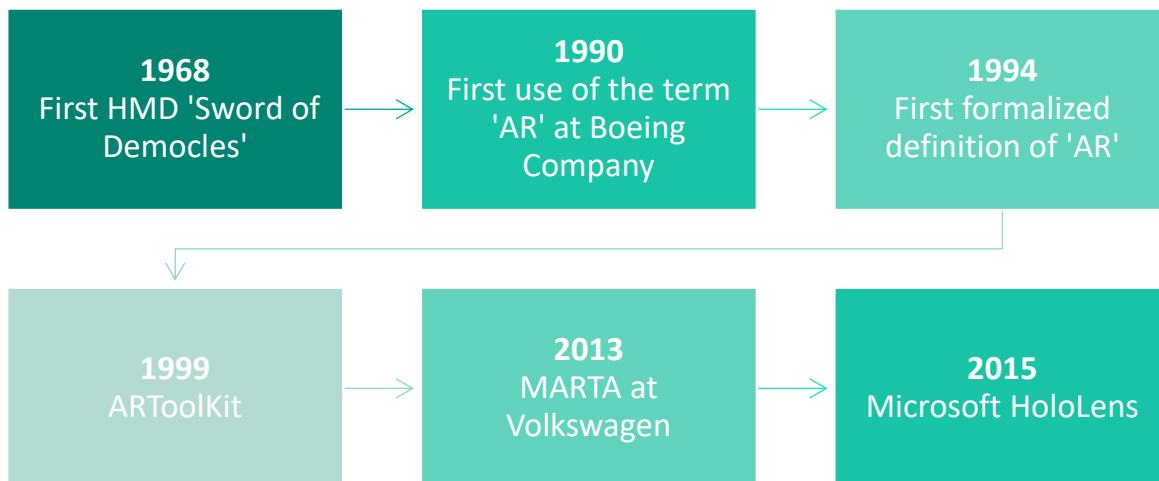 1968
First HMD 'Sword of
Democles'
1990
First use of the term
'AR' at Boeing
Company
1994
First formalized
definition of 'AR'
1999
ARToolKit
2013
MARTA at
Volkswagen
2015
Microsoft HoloLens